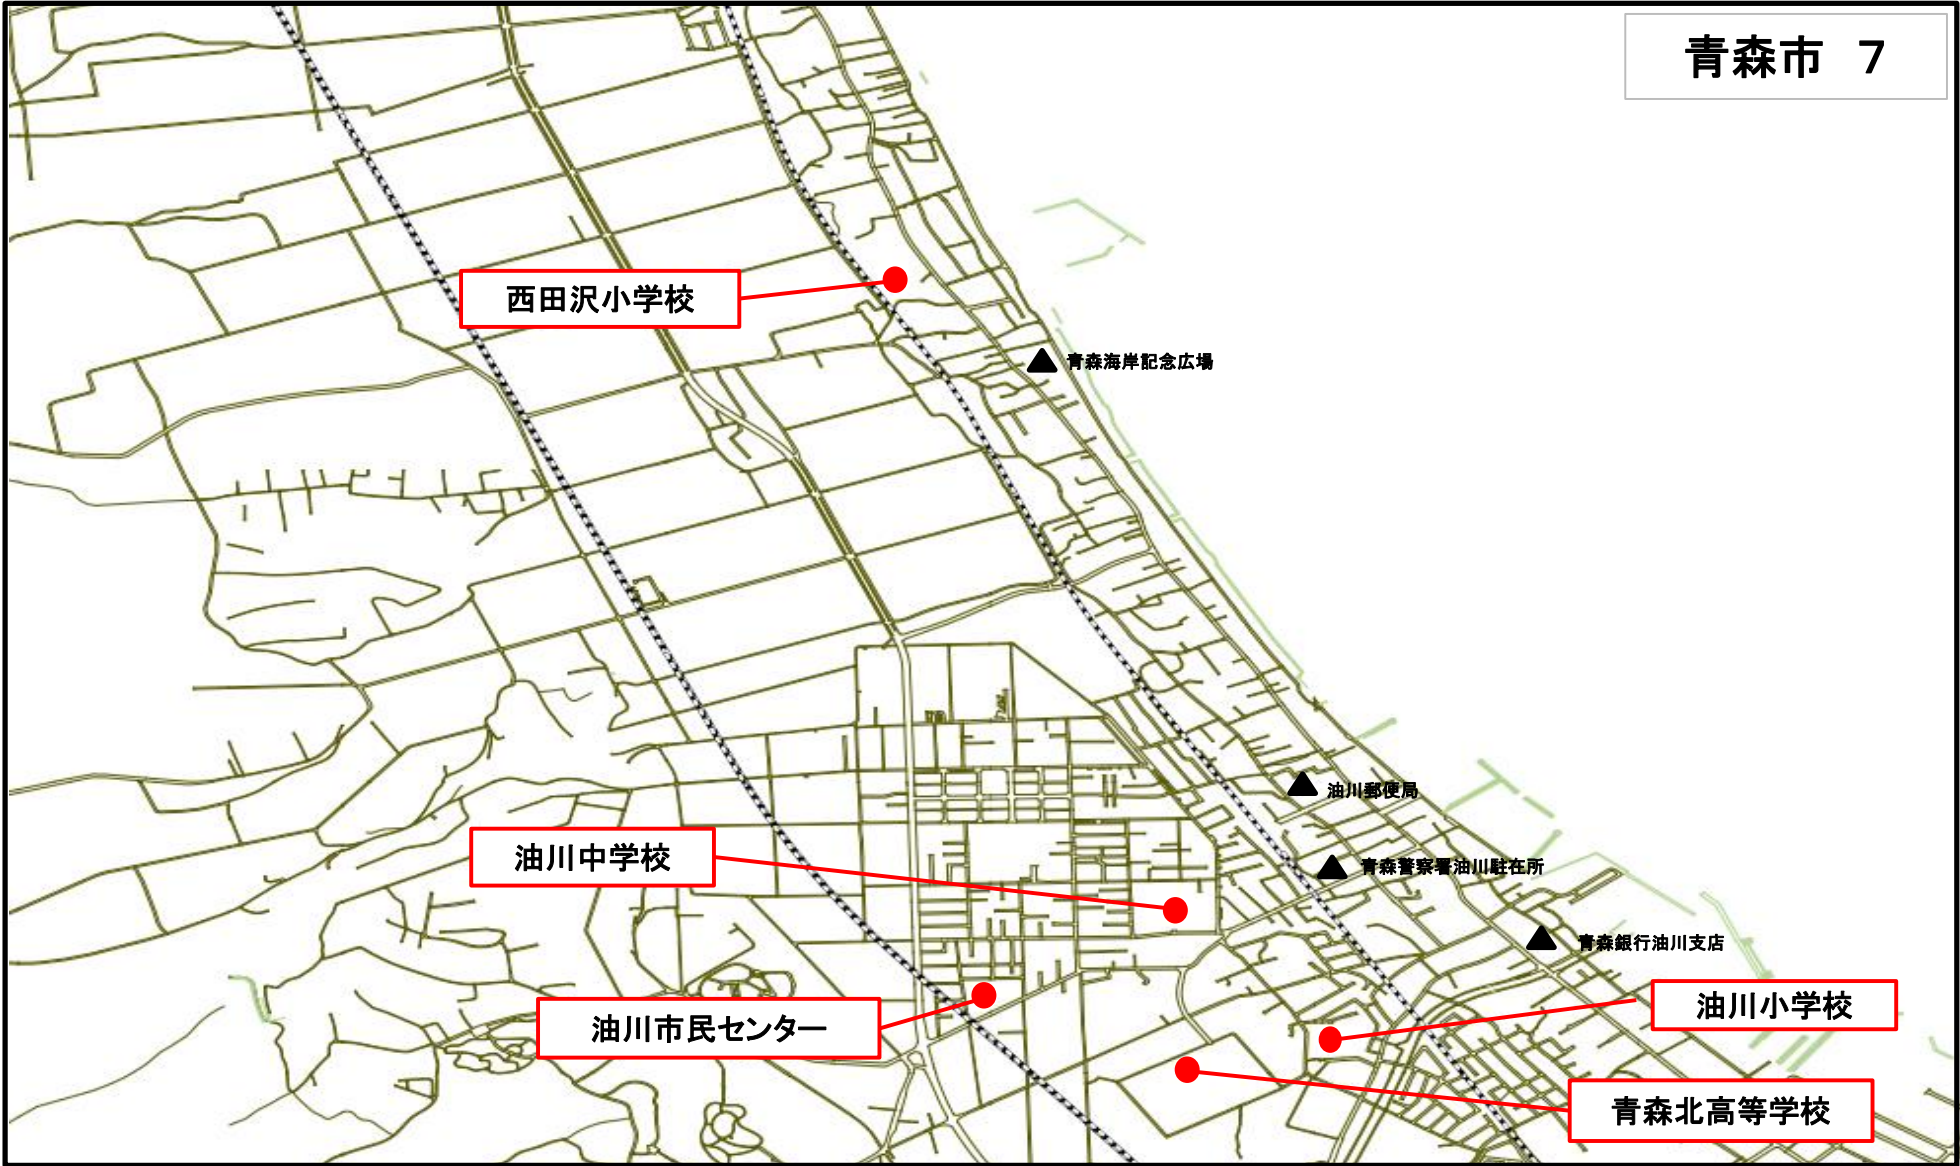 青森市　７
西田沢小学校
青森海岸記念広場
油川郵便局
油川中学校
青森警察署油川駐在所
青森銀行油川支店
油川小学校
油川市民センター
青森北高等学校